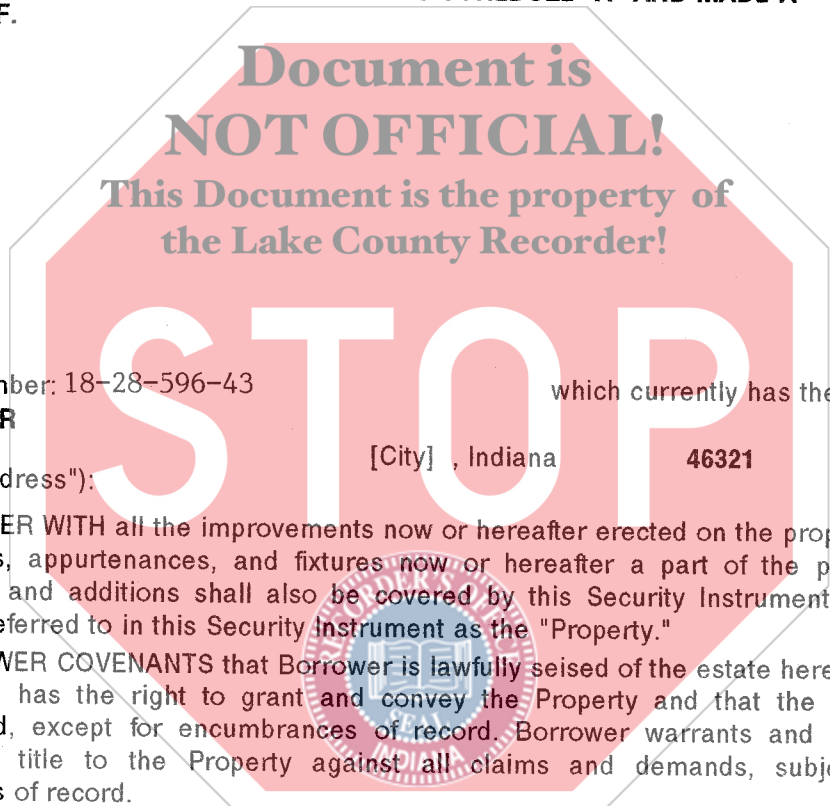 F.
Document is
NOT OFFICIAL!
This Document is the property of
the Lake County Recorder!
STOP
nber: 18-28-596-43 which currently has the
R
[City] , Indiana 46321
dress"):
ER WITH all the improvements now or hereafter erected on the prop
s, appurtenances, and fixtures now or hereafter a part of the p
and additions shall also be covered by this Security Instrument
eferred to in this Security Instrument as the "Property."
WER COVENANTS that Borrower is lawfully seised of the estate here
has the right to grant and convey the Property and that the
d, except for encumbrances of record. Borrower warrants and
title to the Property against all claims and demands, subje
s of record.
RECORDER'S OFFICE
SEAL
INDIANA